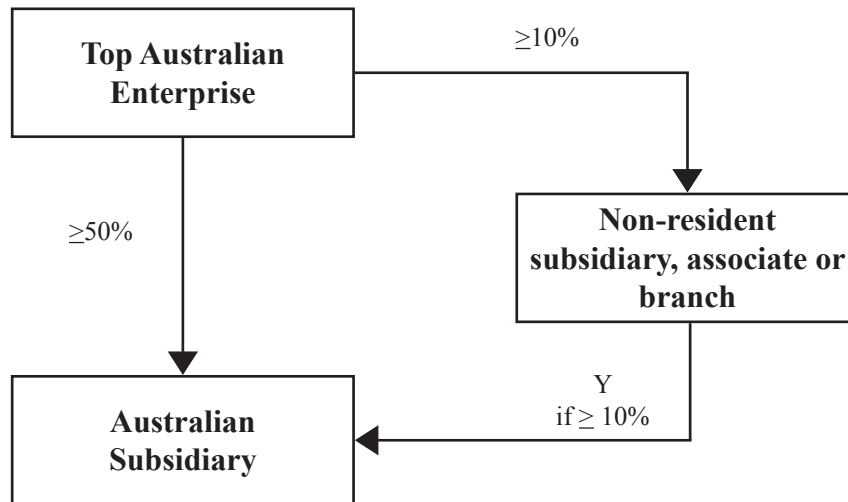 Top Australian
Enterprise
≥10%
≥50%
Non-resident
subsidiary, associate or
branch
Y
if ≥ 10%
Australian
Subsidiary